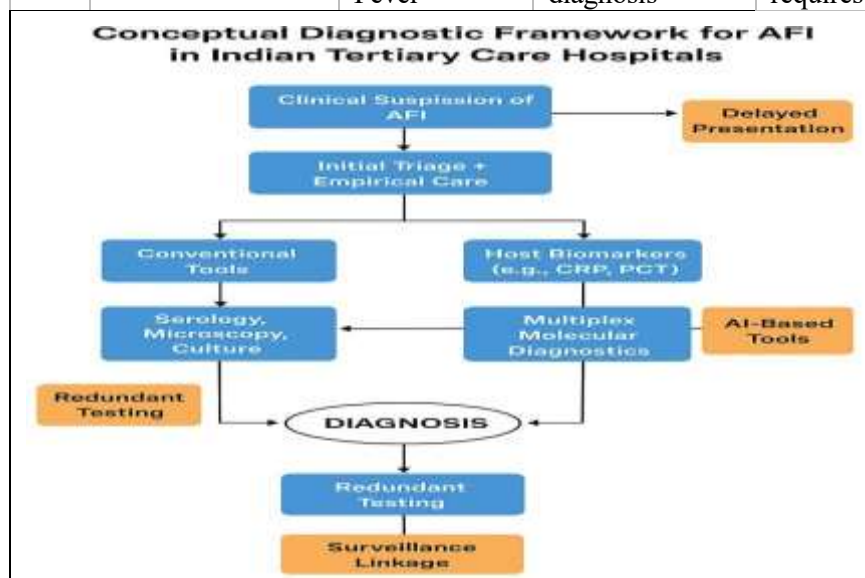 Fever diagnosis requires
Conceptual Diagnostic Framework for AFI
in Indian Tertiary Care Hospitals
Clinical Suspission of
AFI
Delayed
Presentation
Initial Triage +
Empirical Care
Conventional
Tools
Host Biomarkers
(e.g., CRP, PCT)
Serology,
Microscopy,
Culture
Multiplex
Molecular
Diagnostics
AI-Based
Tools
Redundant
Testing
DIAGNOSIS
Redundant
Testing
Surveillance
Linkage